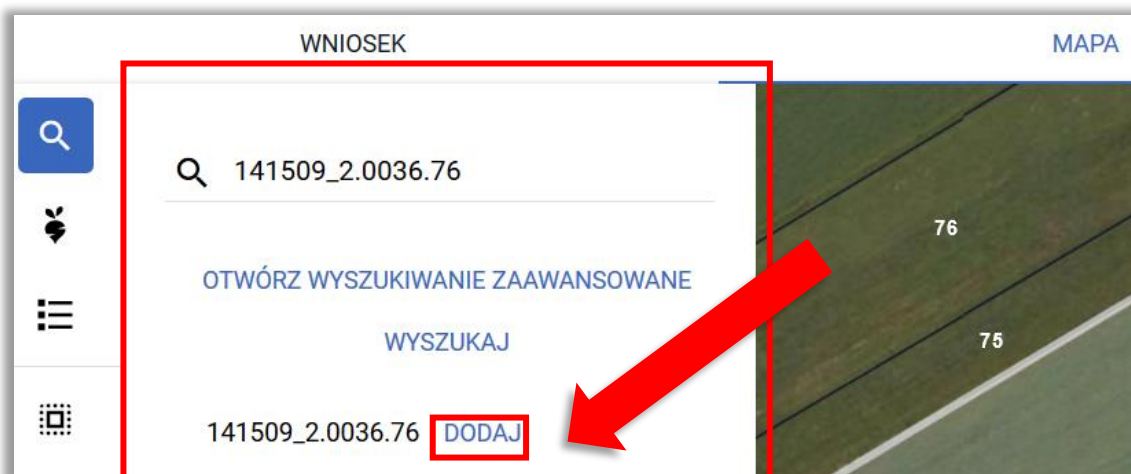 WNIOSEK
MAPA
141509_2.0036.76
OTWÓRZ WYSZUKIWANIE ZAAWANSOWANE
WYSZUKAJ
141509_2.0036.76 DODAJ
76
75